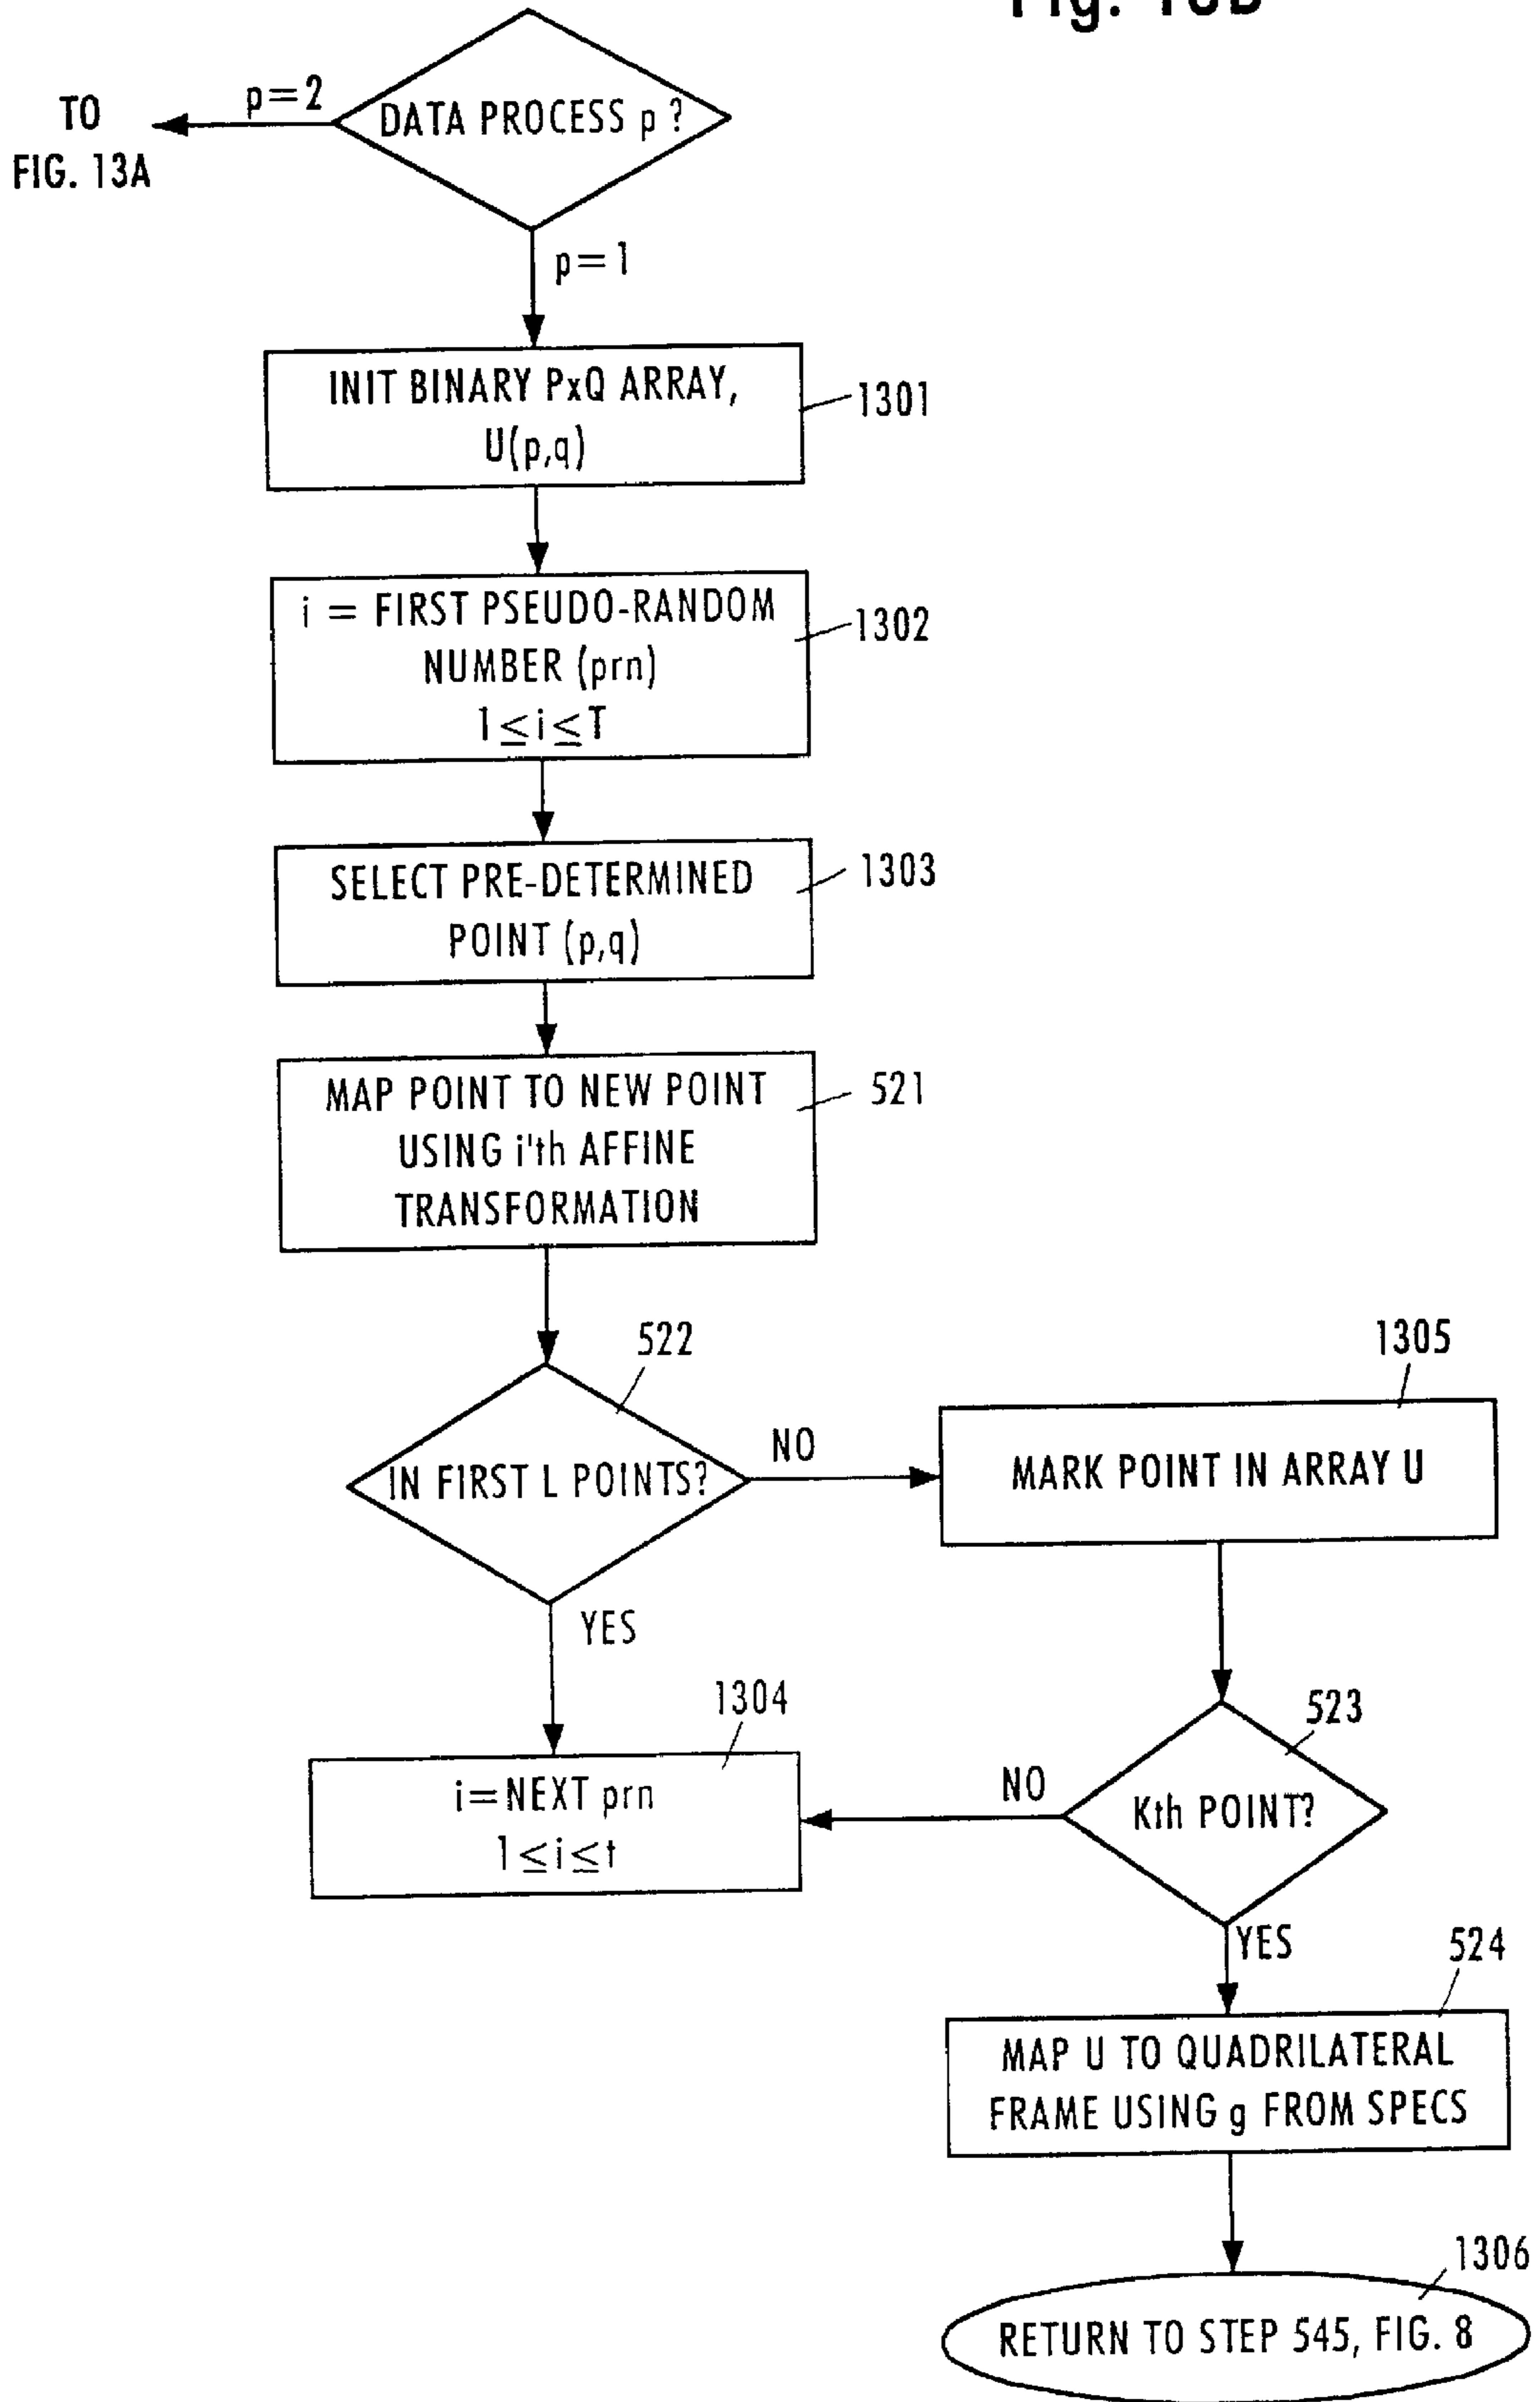 p=2
TO
FIG. 13A
DATA PROCESS p ?
p=1
INIT BINARY PxQ ARRAY,
U(p,q)
1301
i = FIRST PSEUDO-RANDOM
NUMBER (prn)
1≤i≤T
1302
SELECT PRE-DETERMINED
POINT (p,q)
1303
MAP POINT TO NEW POINT
USING i'th AFFINE
TRANSFORMATION
521
522
IN FIRST L POINTS?
NO
1305
MARK POINT IN ARRAY U
YES
1304
i=NEXT prn
1≤i≤t
523
NO
Kth POINT?
YES
524
MAP U TO QUADRILATERAL
FRAME USING g FROM SPECS
1306
RETURN TO STEP 545, FIG. 8